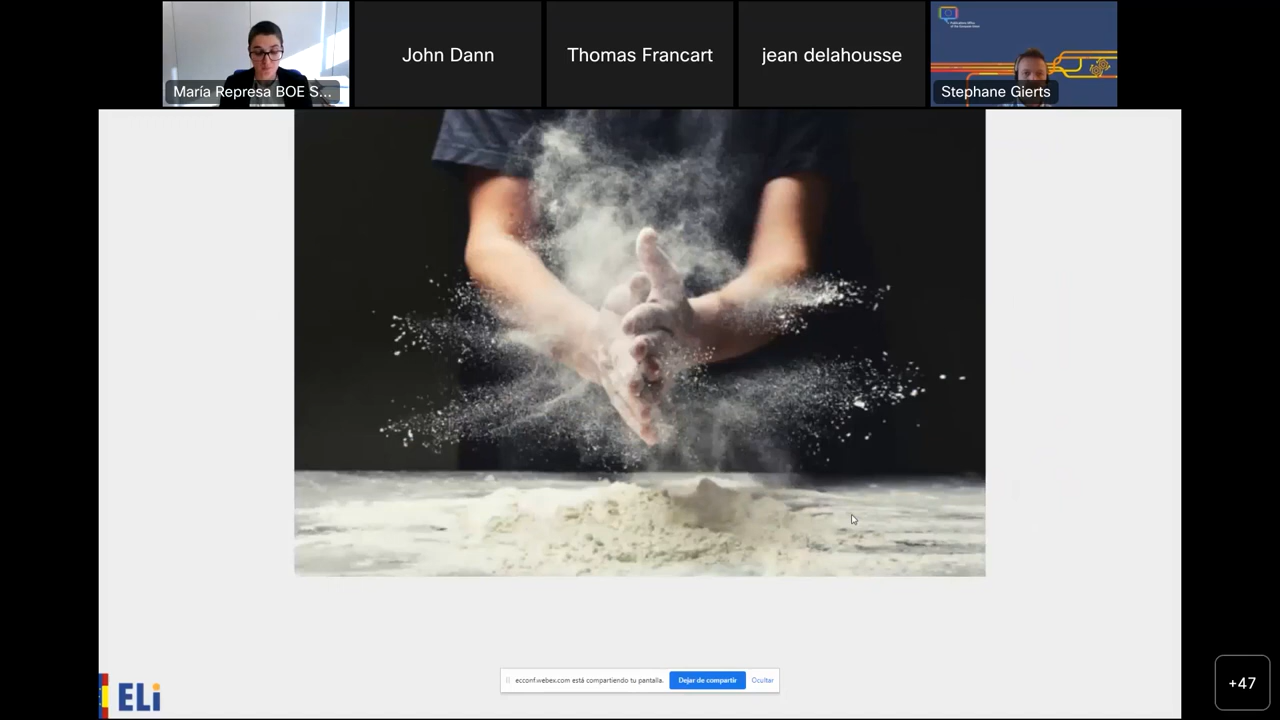 María Represa BOE S...
John Dann
Thomas Francart
jean delahousse
Stephane Gierts
ecconf.webex.com está compartiendo tu pantalla.
Dejar de compartir
Ocultar
ELi
+47